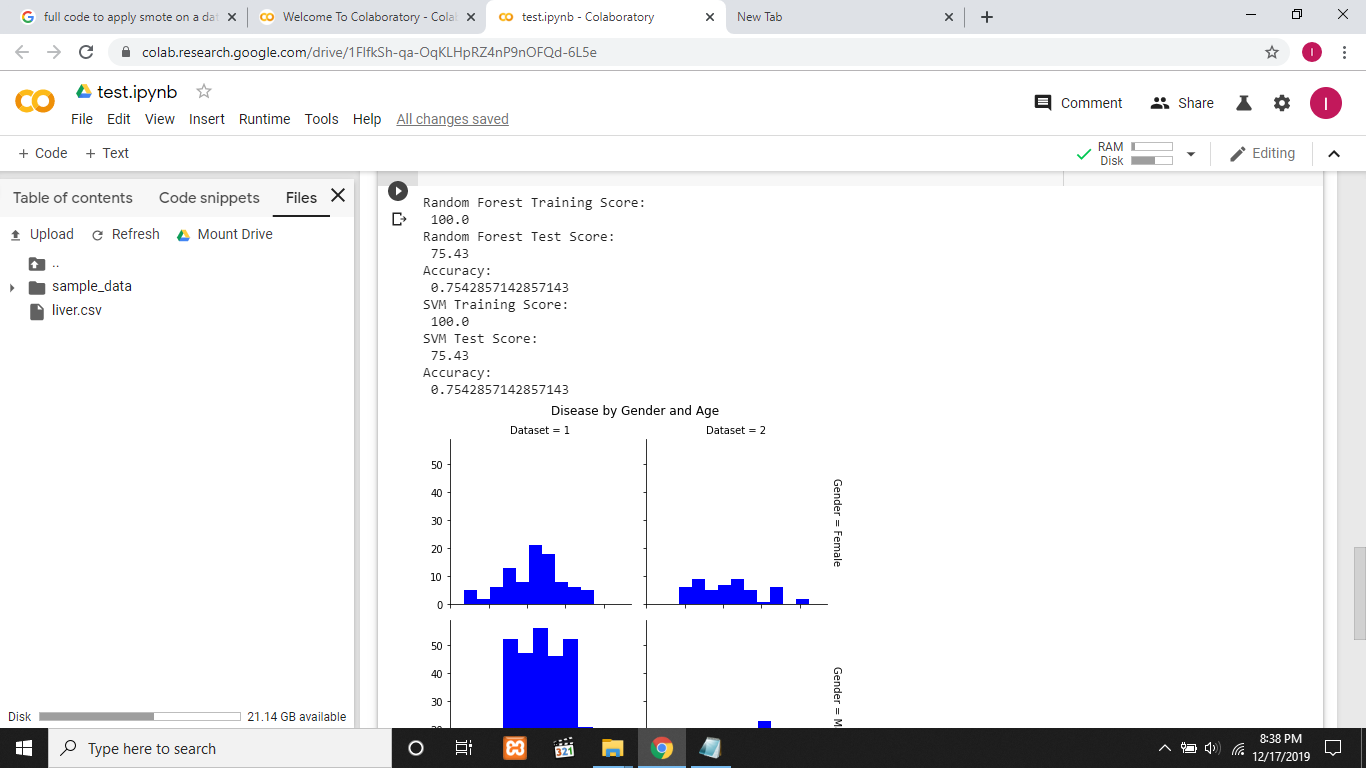 full code to apply smote on a dat
Welcome To Colaboratory - Cola
test.ipynb - Colaboratory
New Tab
colab.research.google.com/drive/1FlfkSh-qa-OqKLHpRZ4nP9nOFQd-6L5e
I
test.ipynb
Comment
Share
I
File Edit View Insert Runtime Tools Help All changes saved
+ Code + Text
RAM
Disk
Editing
Table of contents Code snippets Files
Upload Refresh Mount Drive
..
sample_data
liver.csv
Random Forest Training Score:
100.0
Random Forest Test Score:
75.43
Accuracy:
0.7542857142857143
SVM Training Score:
100.0
SVM Test Score:
75.43
Accuracy:
0.7542857142857143
Disease by Gender and Age
Dataset = 1 Dataset = 2
50
40
30
20
10
0
Gender = Female
50
40
30
20
Gender = M
Disk 21.14 GB available
Type here to search
321
8:38 PM
12/17/2019